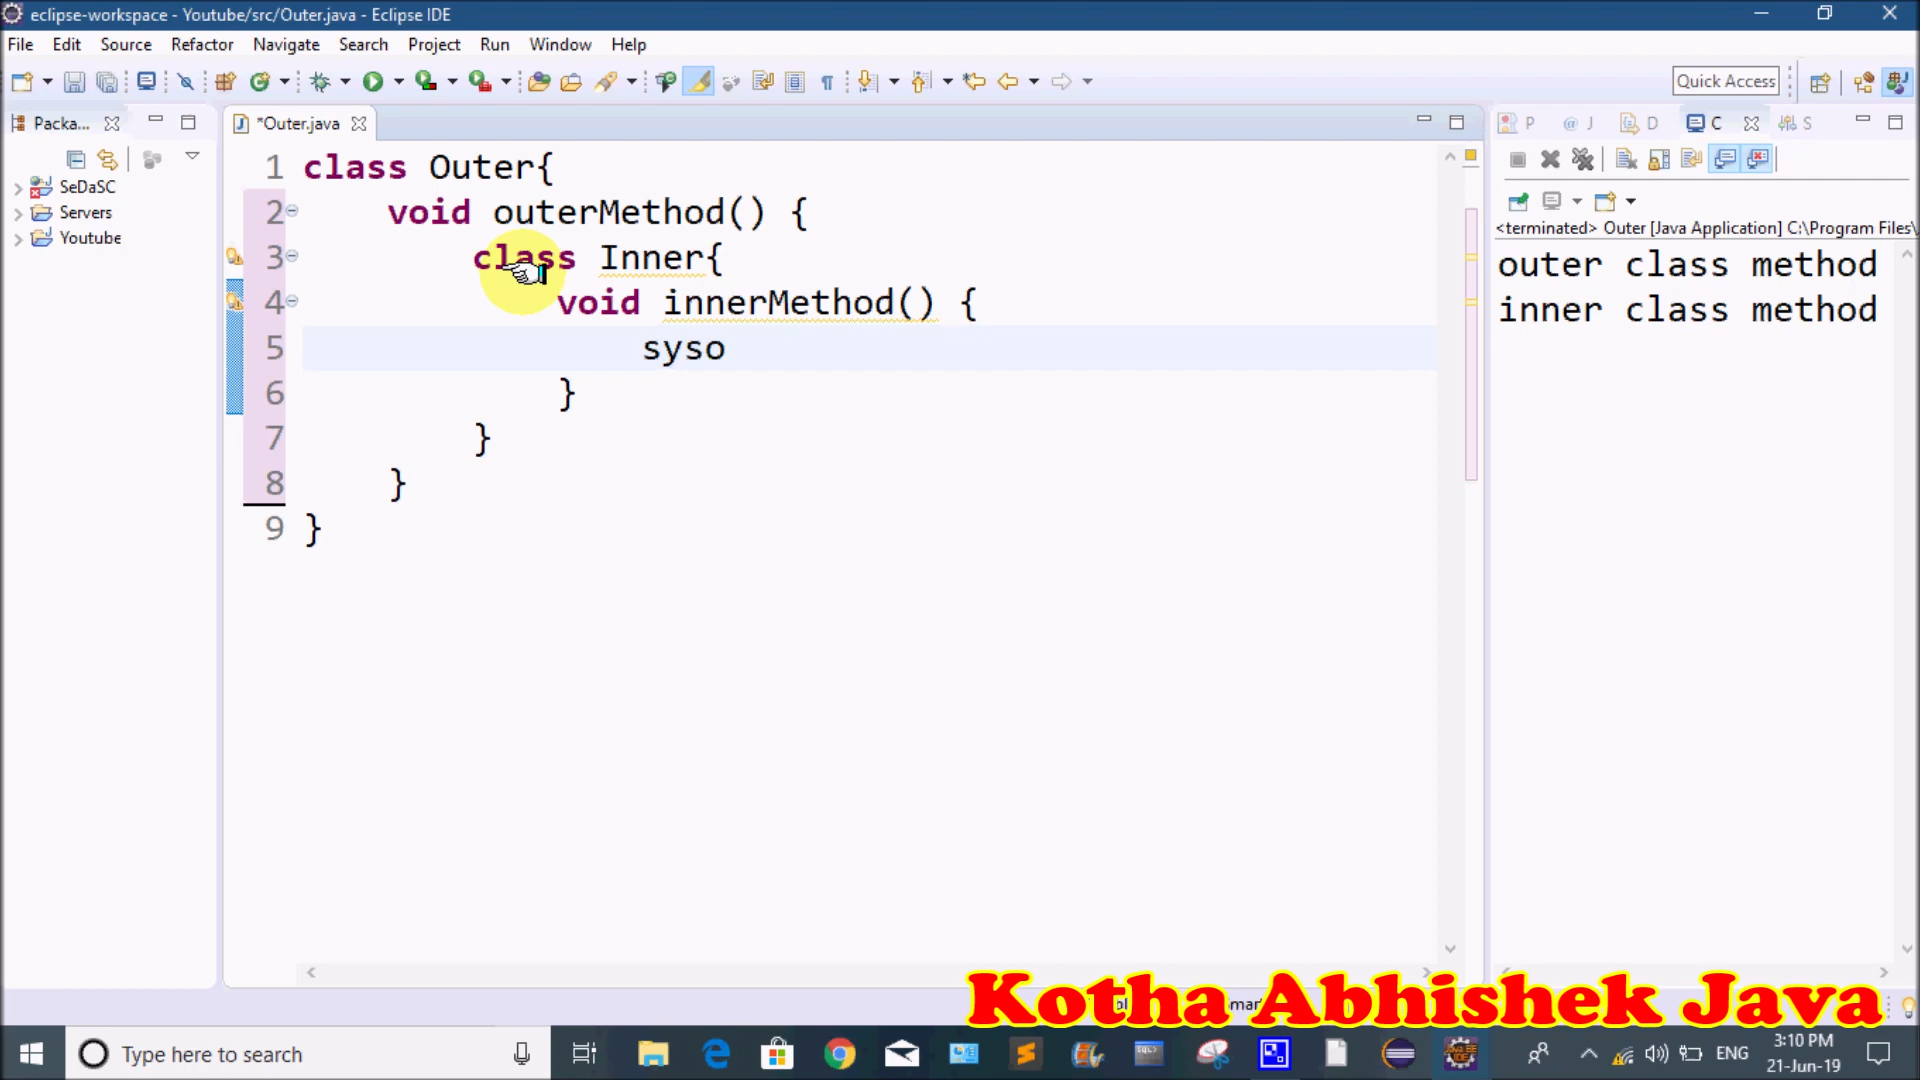 eclipse-workspace - Youtube/src/Outer.java - Eclipse IDE
File Edit Source Refactor Navigate Search Project Run Window Help
Quick Access
Packa...
*Outer.java
P
@ J
D
C
S
SeDaSC
Servers
Youtube
1 class Outer{
2 void outerMethod() {
3 class Inner{
4 void innerMethod() {
5 syso
6 }
7 }
8 }
9 }
<terminated> Outer [Java Application] C:\Program Files\
outer class method
inner class method
Kotha Abhishek Java
Type here to search
ENG
3:10 PM
21-Jun-19